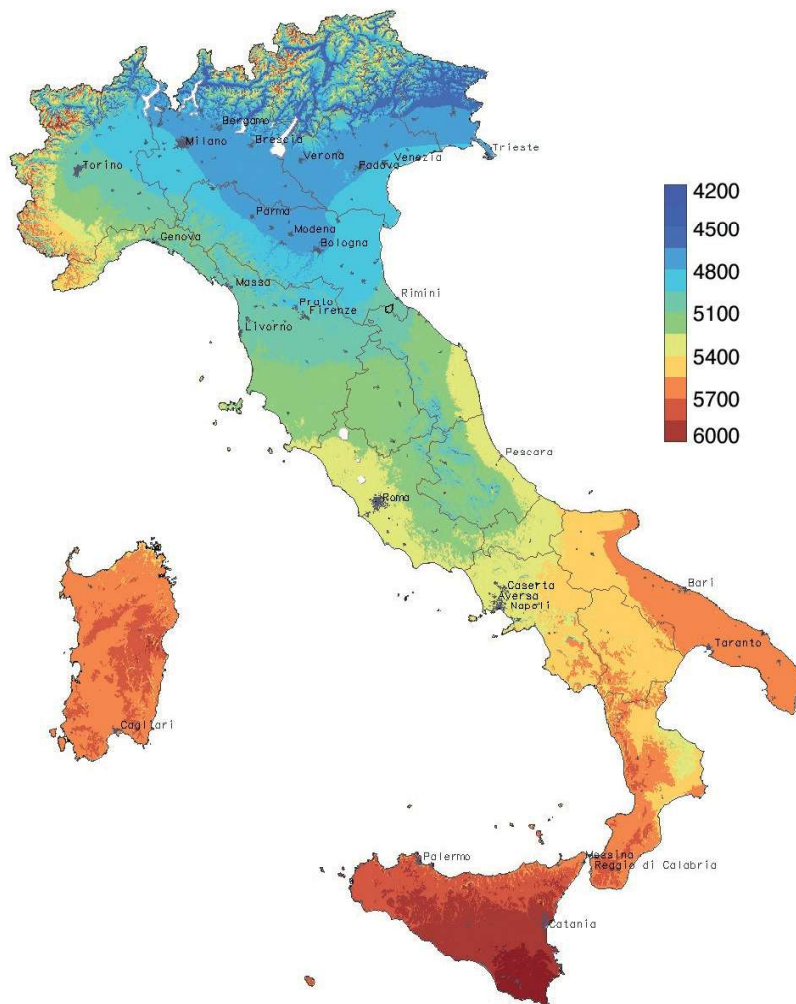 Bergamo
Milano
Brescia
Trieste
Verona
Venezia
Padova
Torino
4200
4500
4800
5100
5400
5700
6000
Parma
Modena
Genova
Bologna
Massa
Rimini
Prato
Firenze
Livorno
Pescara
Roma
Caserta
Aversa
Napoli
Bari
Taranto
Cagliari
Palermo
Messina
Reggio di Calabria
Catania